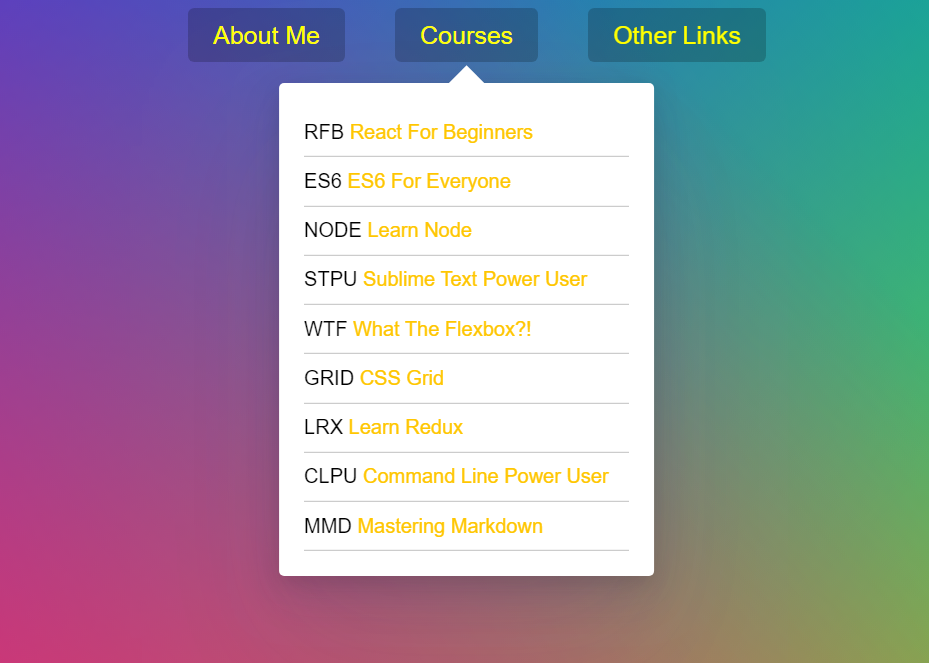 About Me Courses Other Links
RFB React For Beginners
ES6 ES6 For Everyone
NODE Learn Node
STPU Sublime Text Power User
WTF What The Flexbox?!
GRID CSS Grid
LRX Learn Redux
CLPU Command Line Power User
MMD Mastering Markdown